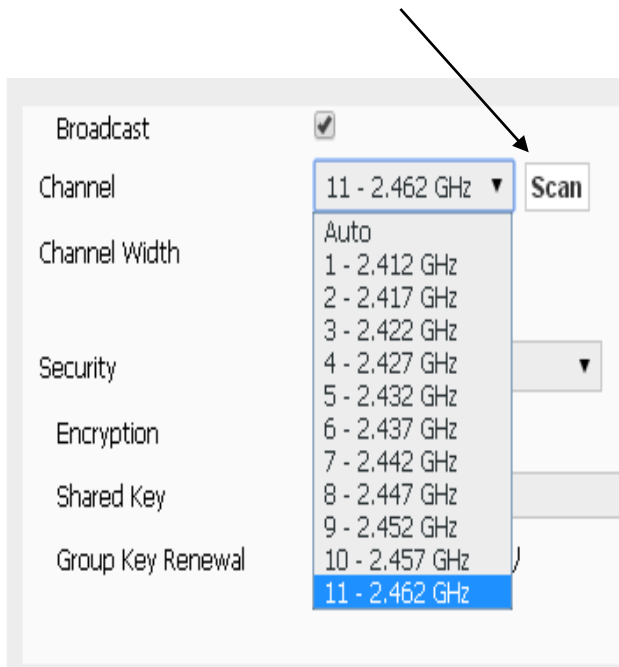 Broadcast
Channel 11 - 2.462 GHz Scan
Auto
Channel Width
1 - 2.412 GHz
2 - 2.417 GHz
3 - 2.422 GHz
Security 4 - 2.427 GHz
5 - 2.432 GHz
Encryption 6 - 2.437 GHz
7 - 2.442 GHz
Shared Key 8 - 2.447 GHz
9 - 2.452 GHz
Group Key Renewal 10 - 2.457 GHz
11 - 2.462 GHz